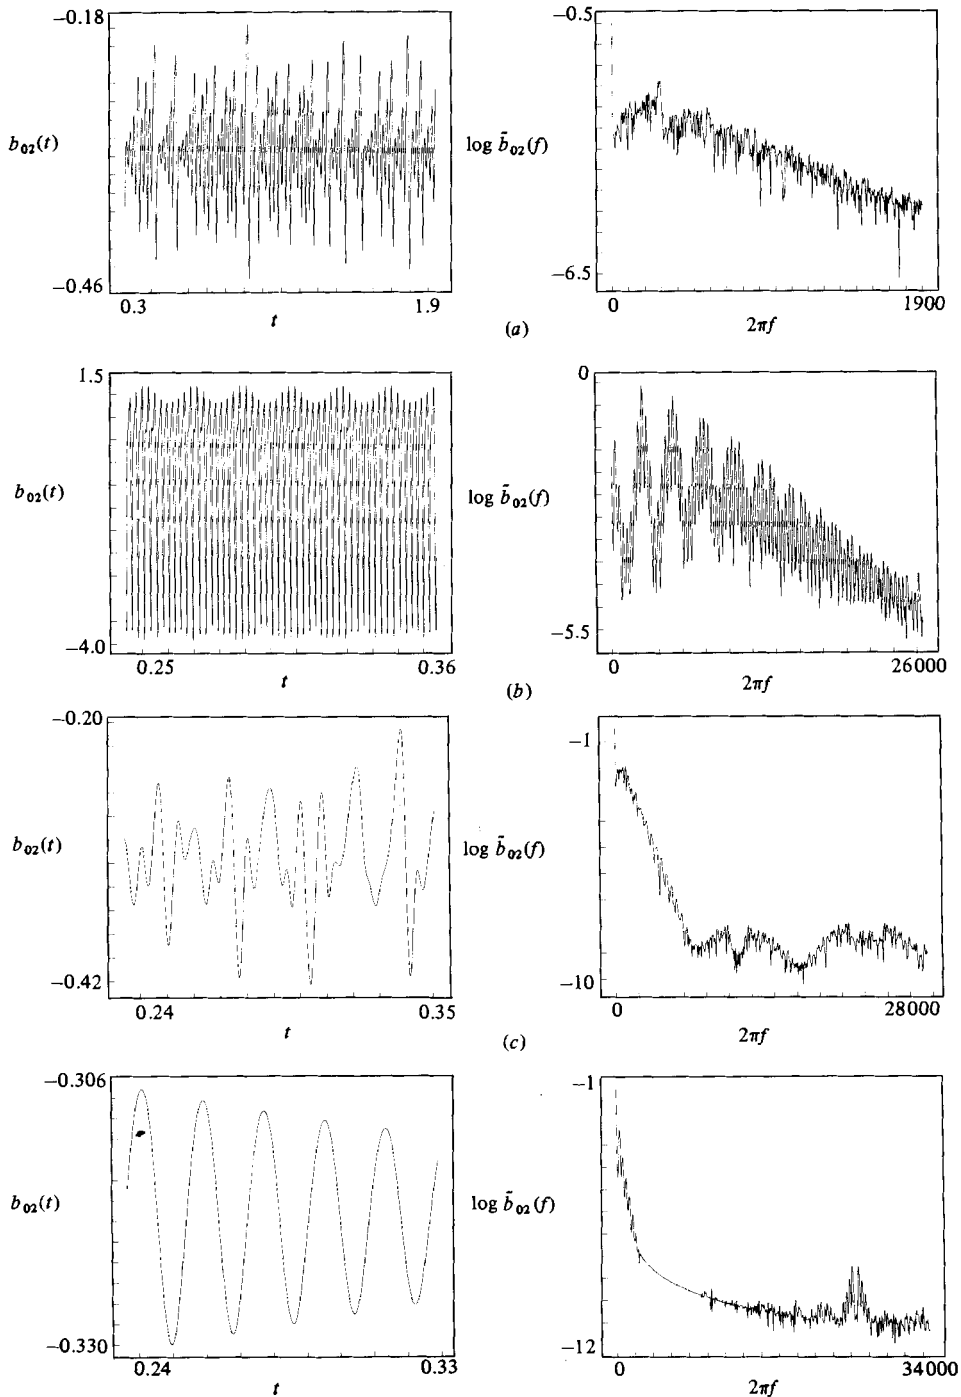 −0.18
b₀₂(t)
−0.46
0.3
1.9
t
−0.5
log b̃₀₂(f)
−6.5
0
1900
2πf
(a)
1.5
b₀₂(t)
−4.0
0.25
0.36
t
0
log b̃₀₂(f)
−5.5
0
26000
2πf
(b)
−0.20
b₀₂(t)
−0.42
0.24
0.35
t
−1
log b̃₀₂(f)
−10
0
28000
2πf
(c)
−0.306
b₀₂(t)
−0.330
0.24
0.33
t
−1
log b̃₀₂(f)
−12
0
34000
2πf